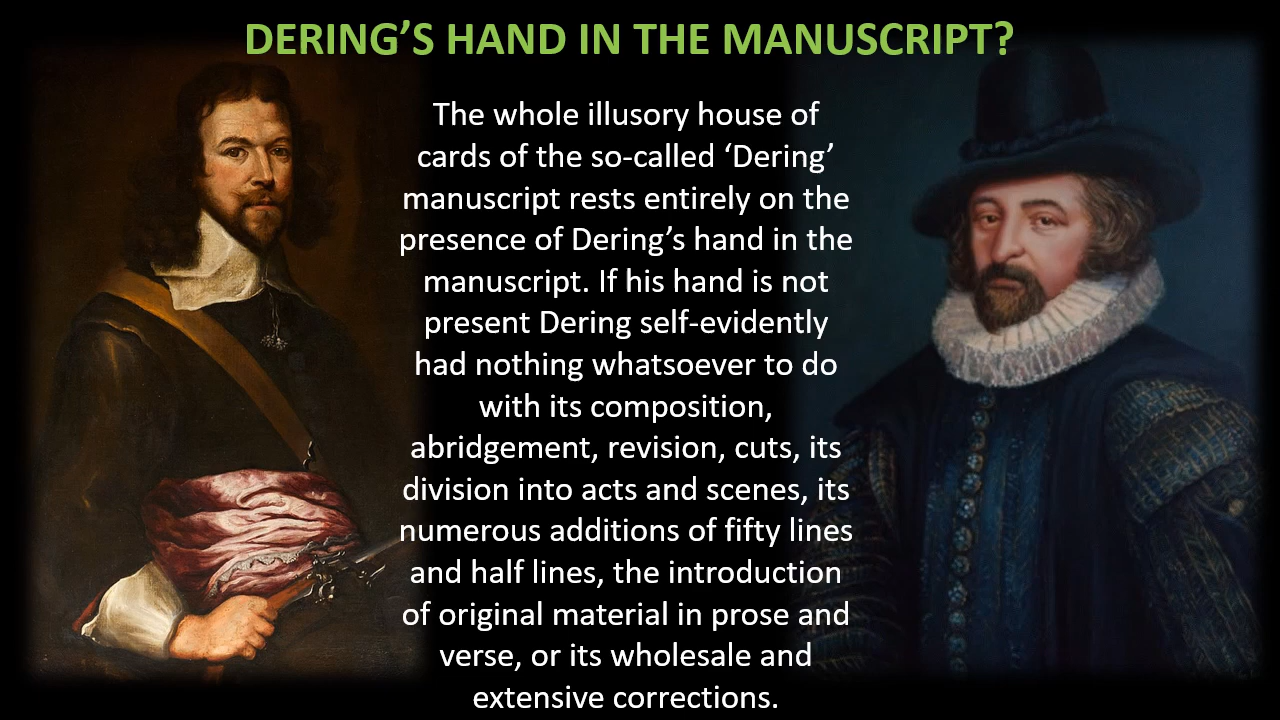 DERING’S HAND IN THE MANUSCRIPT?
The whole illusory house of
cards of the so-called ‘Dering’
manuscript rests entirely on the
presence of Dering’s hand in the
manuscript. If his hand is not
present Dering self-evidently
had nothing whatsoever to do
with its composition,
abridgement, revision, cuts, its
division into acts and scenes, its
numerous additions of fifty lines
and half lines, the introduction
of original material in prose and
verse, or its wholesale and
extensive corrections.